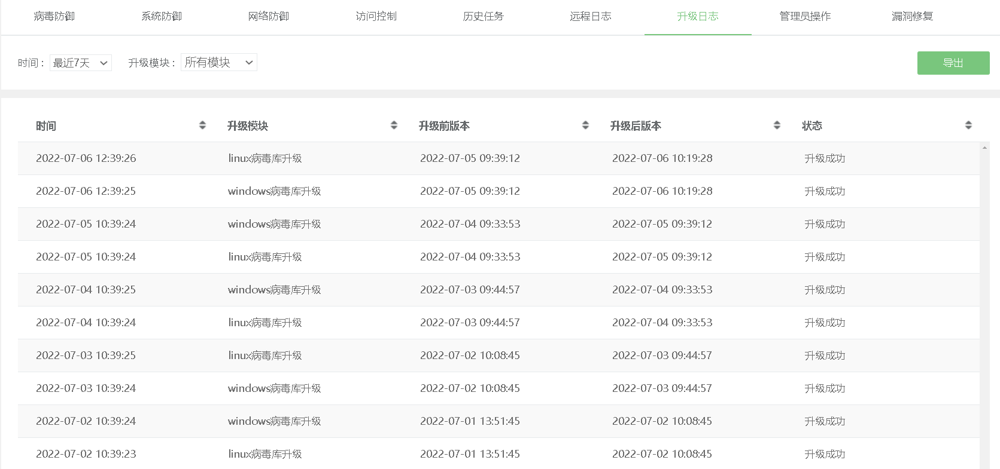 病毒防御 系统防御 网络防御 访问控制 历史任务 远程日志 升级日志 管理员操作 漏洞修复
时间： 最近7天 升级模块： 所有模块 导出
时间 升级模块 升级前版本 升级后版本 状态
2022-07-06 12:39:26 linux病毒库升级 2022-07-05 09:39:12 2022-07-06 10:19:28 升级成功
2022-07-06 12:39:25 windows病毒库升级 2022-07-05 09:39:12 2022-07-06 10:19:28 升级成功
2022-07-05 10:39:24 windows病毒库升级 2022-07-04 09:33:53 2022-07-05 09:39:12 升级成功
2022-07-05 10:39:24 linux病毒库升级 2022-07-04 09:33:53 2022-07-05 09:39:12 升级成功
2022-07-04 10:39:25 windows病毒库升级 2022-07-03 09:44:57 2022-07-04 09:33:53 升级成功
2022-07-04 10:39:24 linux病毒库升级 2022-07-03 09:44:57 2022-07-04 09:33:53 升级成功
2022-07-03 10:39:25 linux病毒库升级 2022-07-02 10:08:45 2022-07-03 09:44:57 升级成功
2022-07-03 10:39:24 windows病毒库升级 2022-07-02 10:08:45 2022-07-03 09:44:57 升级成功
2022-07-02 10:39:24 windows病毒库升级 2022-07-01 13:51:45 2022-07-02 10:08:45 升级成功
2022-07-02 10:39:23 linux病毒库升级 2022-07-01 13:51:45 2022-07-02 10:08:45 升级成功